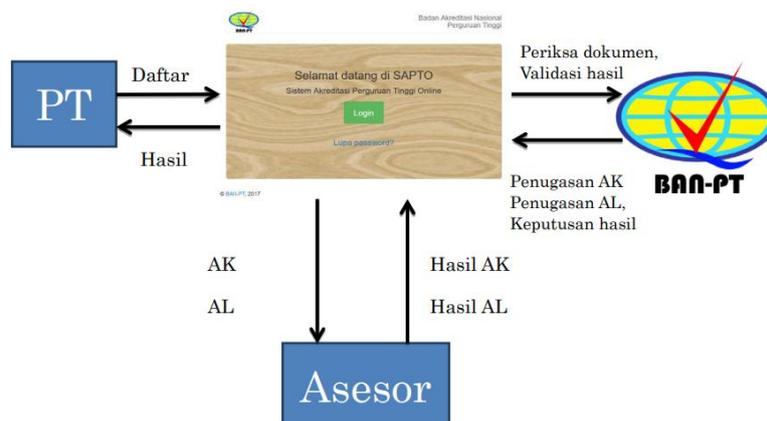 BAN-PT
Badan Akreditasi Nasional
Perguruan Tinggi
PT
Daftar
Hasil
Selamat datang di SAPTO
Sistem Akreditasi Perguruan Tinggi Online
Login
Lupa password?
© BAN-PT, 2017
Periksa dokumen,
Validasi hasil
BAN-PT
Penugasan AK
Penugasan AL,
Keputusan hasil
AK
AL
Hasil AK
Hasil AL
Asesor